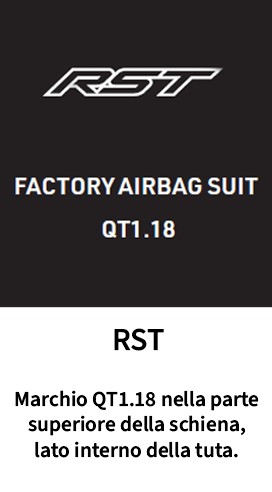 RST
FACTORY AIRBAG SUIT
QT1.18
RST
Marchio QT1.18 nella parte
superiore della schiena,
lato interno della tuta.